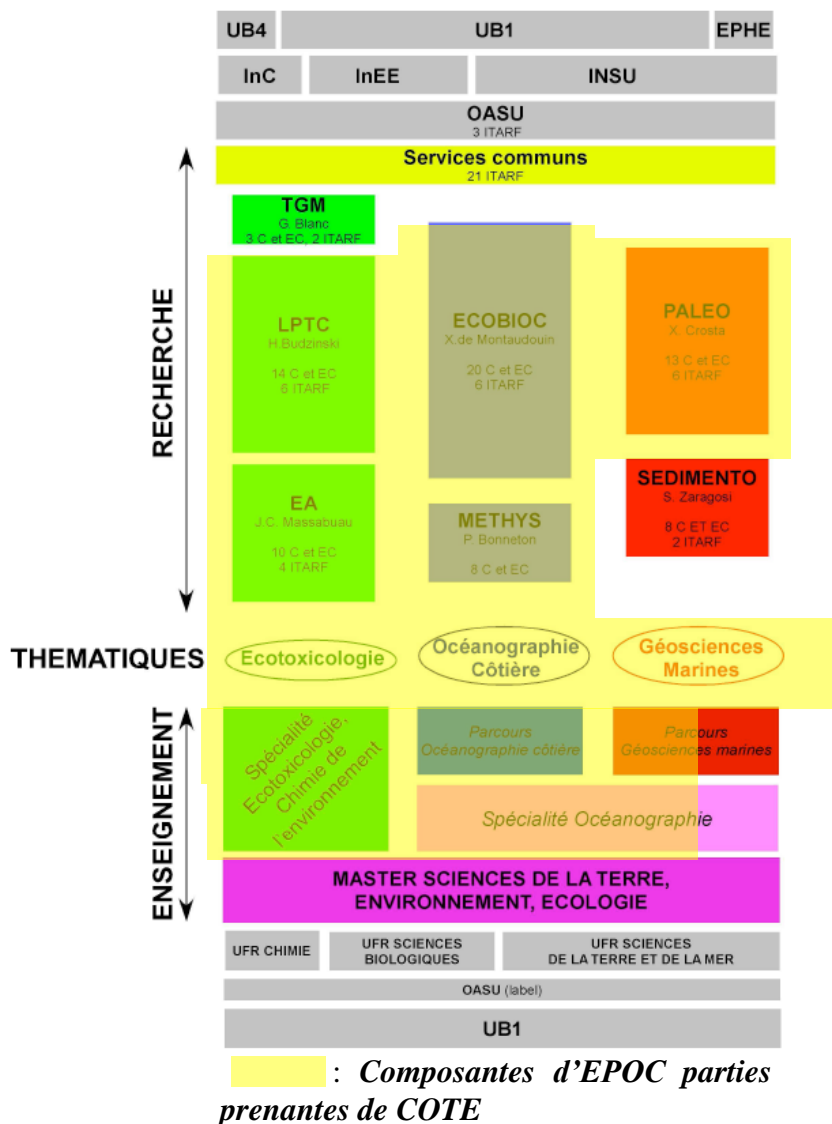 UB4 UB1 EPHE
InC InEE INSU
OASU
3 ITARF
Services communs
21 ITARF
RECHERCHE
TGM
G. Blanc
3 C et EC, 2 ITARF
LPTC
H.Budzinski
14 C et EC
6 ITARF
EA
J.C. Massabuau
10 C et EC
4 ITARF
ECOBIOC
X.de Montaudouin
20 C et EC
6 ITARF
METHYS
P. Bonneton
8 C et EC
PALEO
X. Crosta
13 C et EC
6 ITARF
SEDIMENTO
S. Zaragosi
8 C ET EC
2 ITARF
THEMATIQUES
Ecotoxicologie
Océanographie
Côtière
Géosciences
Marines
ENSEIGNEMENT
Spécialité
Ecotoxicologie,
Chimie de
l'environnement
Parcours
Océanographie côtière
Parcours
Géosciences marines
Spécialité Océanographie
MASTER SCIENCES DE LA TERRE,
ENVIRONNEMENT, ECOLOGIE
UFR CHIMIE
UFR SCIENCES
BIOLOGIQUES
UFR SCIENCES
DE LA TERRE ET DE LA MER
OASU (label)
UB1
: Composantes d'EPOC parties
prenantes de COTE